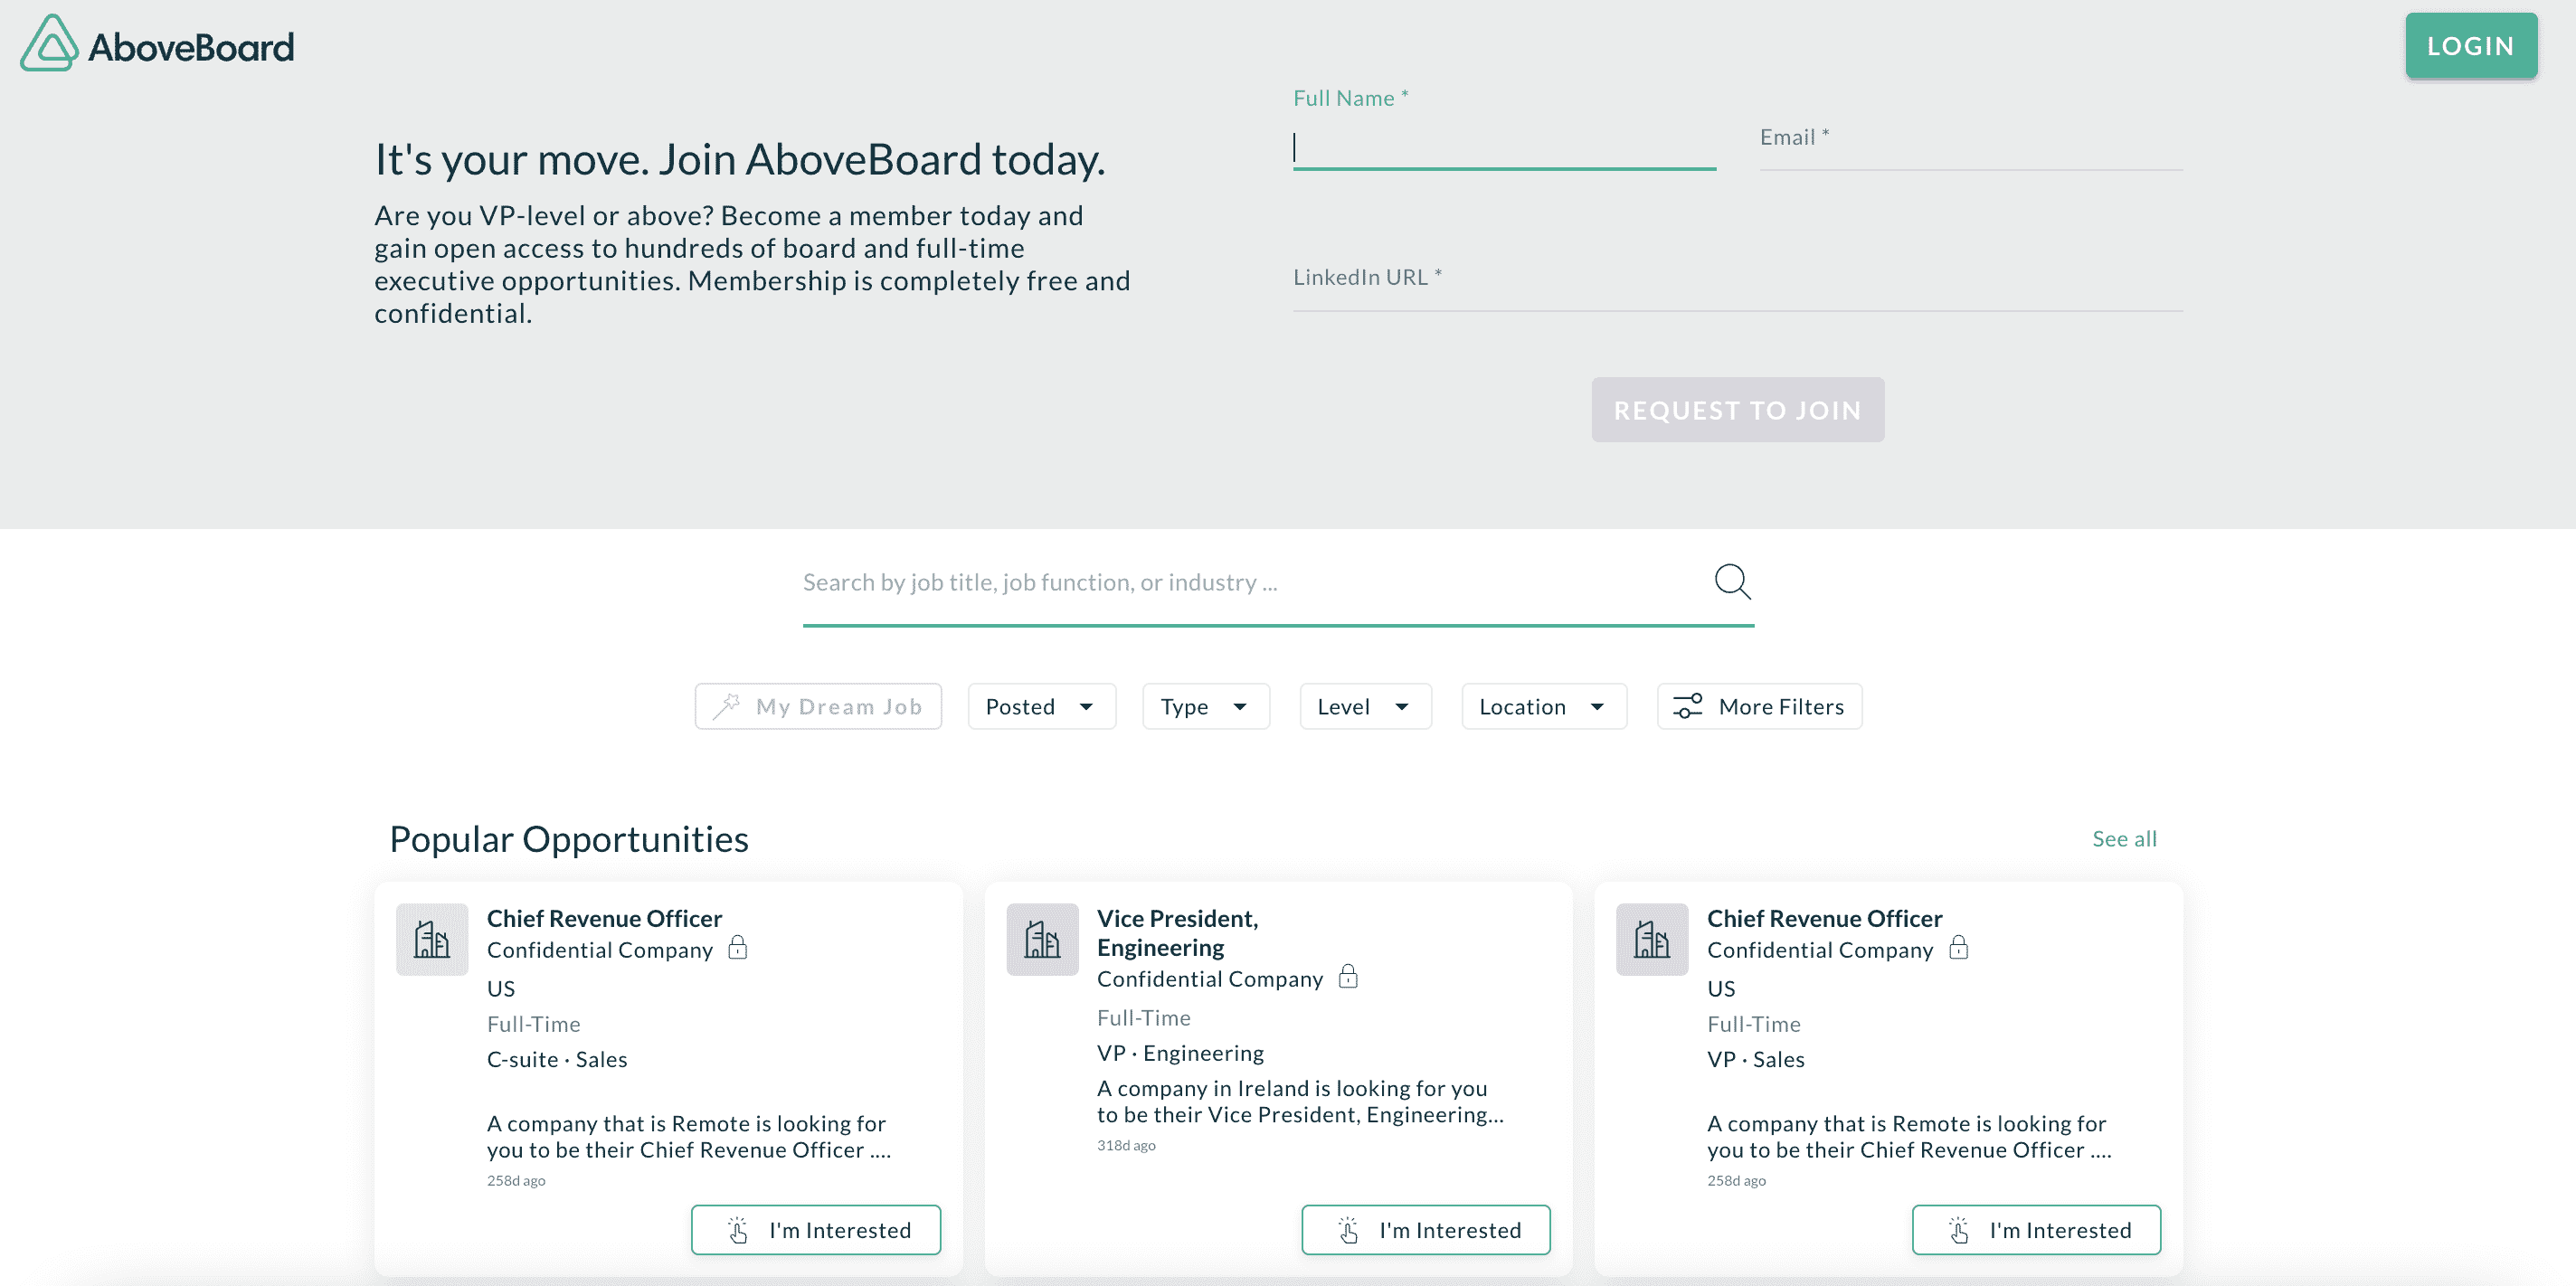 AboveBoard
LOGIN
It's your move. Join AboveBoard today.
Are you VP-level or above? Become a member today and
gain open access to hundreds of board and full-time
executive opportunities. Membership is completely free and
confidential.
Full Name *
Email *
LinkedIn URL *
REQUEST TO JOIN
Search by job title, job function, or industry ...
My Dream Job
Posted
Type
Level
Location
More Filters
Popular Opportunities
See all
Chief Revenue Officer
Confidential Company
US
Full-Time
C-suite · Sales
A company that is Remote is looking for
you to be their Chief Revenue Officer ....
258d ago
I'm Interested
Vice President,
Engineering
Confidential Company
Full-Time
VP · Engineering
A company in Ireland is looking for you
to be their Vice President, Engineering...
318d ago
I'm Interested
Chief Revenue Officer
Confidential Company
US
Full-Time
VP · Sales
A company that is Remote is looking for
you to be their Chief Revenue Officer ....
258d ago
I'm Interested